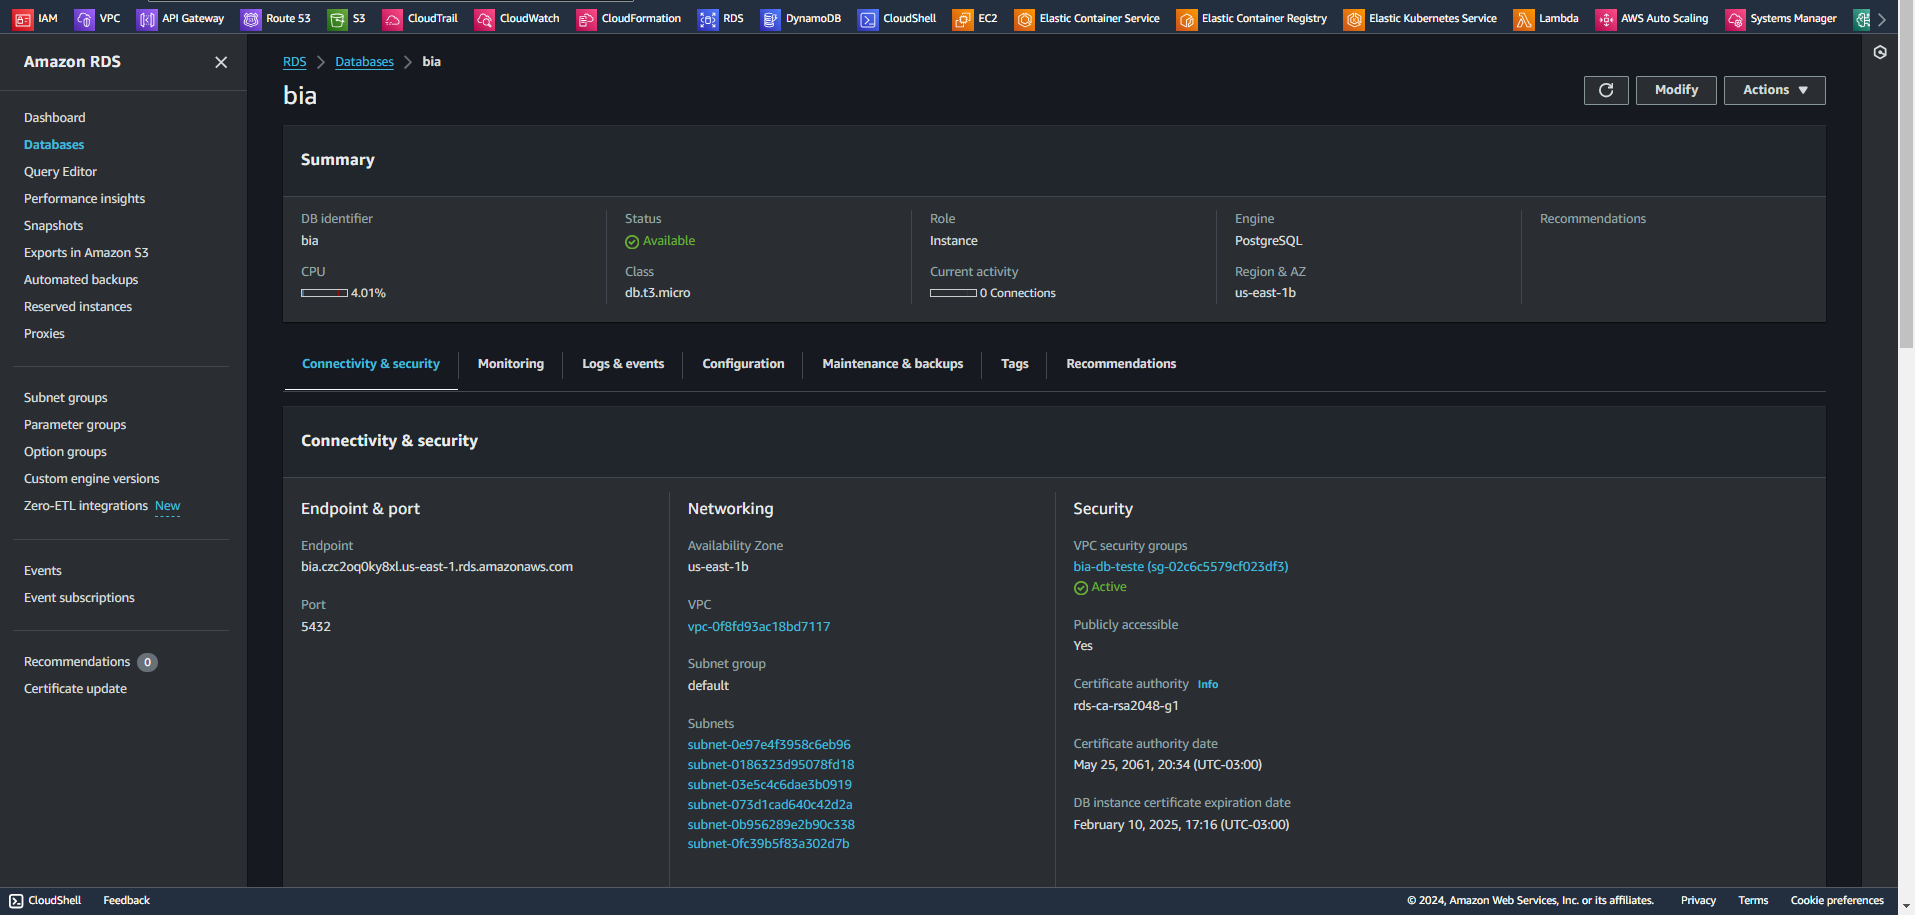 IAM VPC API Gateway Route 53 S3 CloudTrail CloudWatch CloudFormation RDS DynamoDB CloudShell EC2 Elastic Container Service Elastic Container Registry Elastic Kubernetes Service Lambda AWS Auto Scaling Systems Manager
Amazon RDS
Dashboard
Databases
Query Editor
Performance insights
Snapshots
Exports in Amazon S3
Automated backups
Reserved instances
Proxies
Subnet groups
Parameter groups
Option groups
Custom engine versions
Zero-ETL integrations New
Events
Event subscriptions
Recommendations 0
Certificate update
RDS > Databases > bia
bia
Modify
Actions
Summary
DB identifier
bia
CPU
4.01%
Status
Available
Class
db.t3.micro
Role
Instance
Current activity
0 Connections
Engine
PostgreSQL
Region & AZ
us-east-1b
Recommendations
Connectivity & security
Monitoring
Logs & events
Configuration
Maintenance & backups
Tags
Recommendations
Connectivity & security
Endpoint & port
Endpoint
bia.czc2oq0ky8xl.us-east-1.rds.amazonaws.com
Port
5432
Networking
Availability Zone
us-east-1b
VPC
vpc-0f8fd93ac18bd7117
Subnet group
default
Subnets
subnet-0e97e4f3958c6eb96
subnet-0186323d95078fd18
subnet-03e5c4c6dae3b0919
subnet-073d1cad640c42d2a
subnet-0b956289e2b90c338
subnet-0fc39b5f83a302d7b
Security
VPC security groups
bia-db-teste (sg-02c6c5579cf023df3)
Active
Publicly accessible
Yes
Certificate authority Info
rds-ca-rsa2048-g1
Certificate authority date
May 25, 2061, 20:34 (UTC-03:00)
DB instance certificate expiration date
February 10, 2025, 17:16 (UTC-03:00)
CloudShell Feedback
© 2024, Amazon Web Services, Inc. or its affiliates. Privacy Terms Cookie preferences